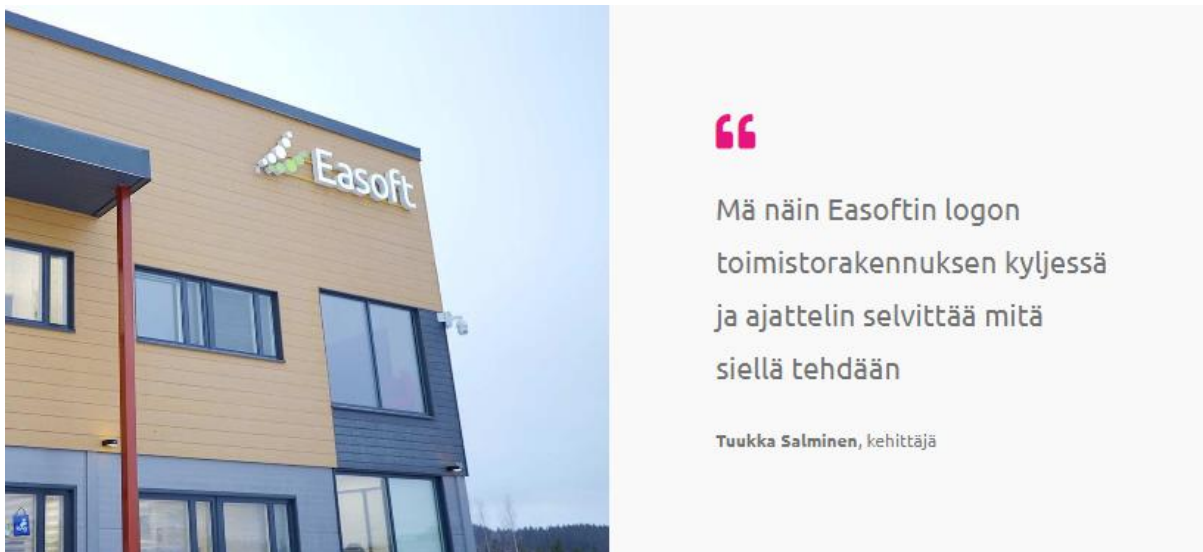 Easoft
Mä näin Easoftin logon
toimistorakennuksen kyljessä
ja ajattelin selvittää mitä
siellä tehdään
Tuukka Salminen, kehittäjä